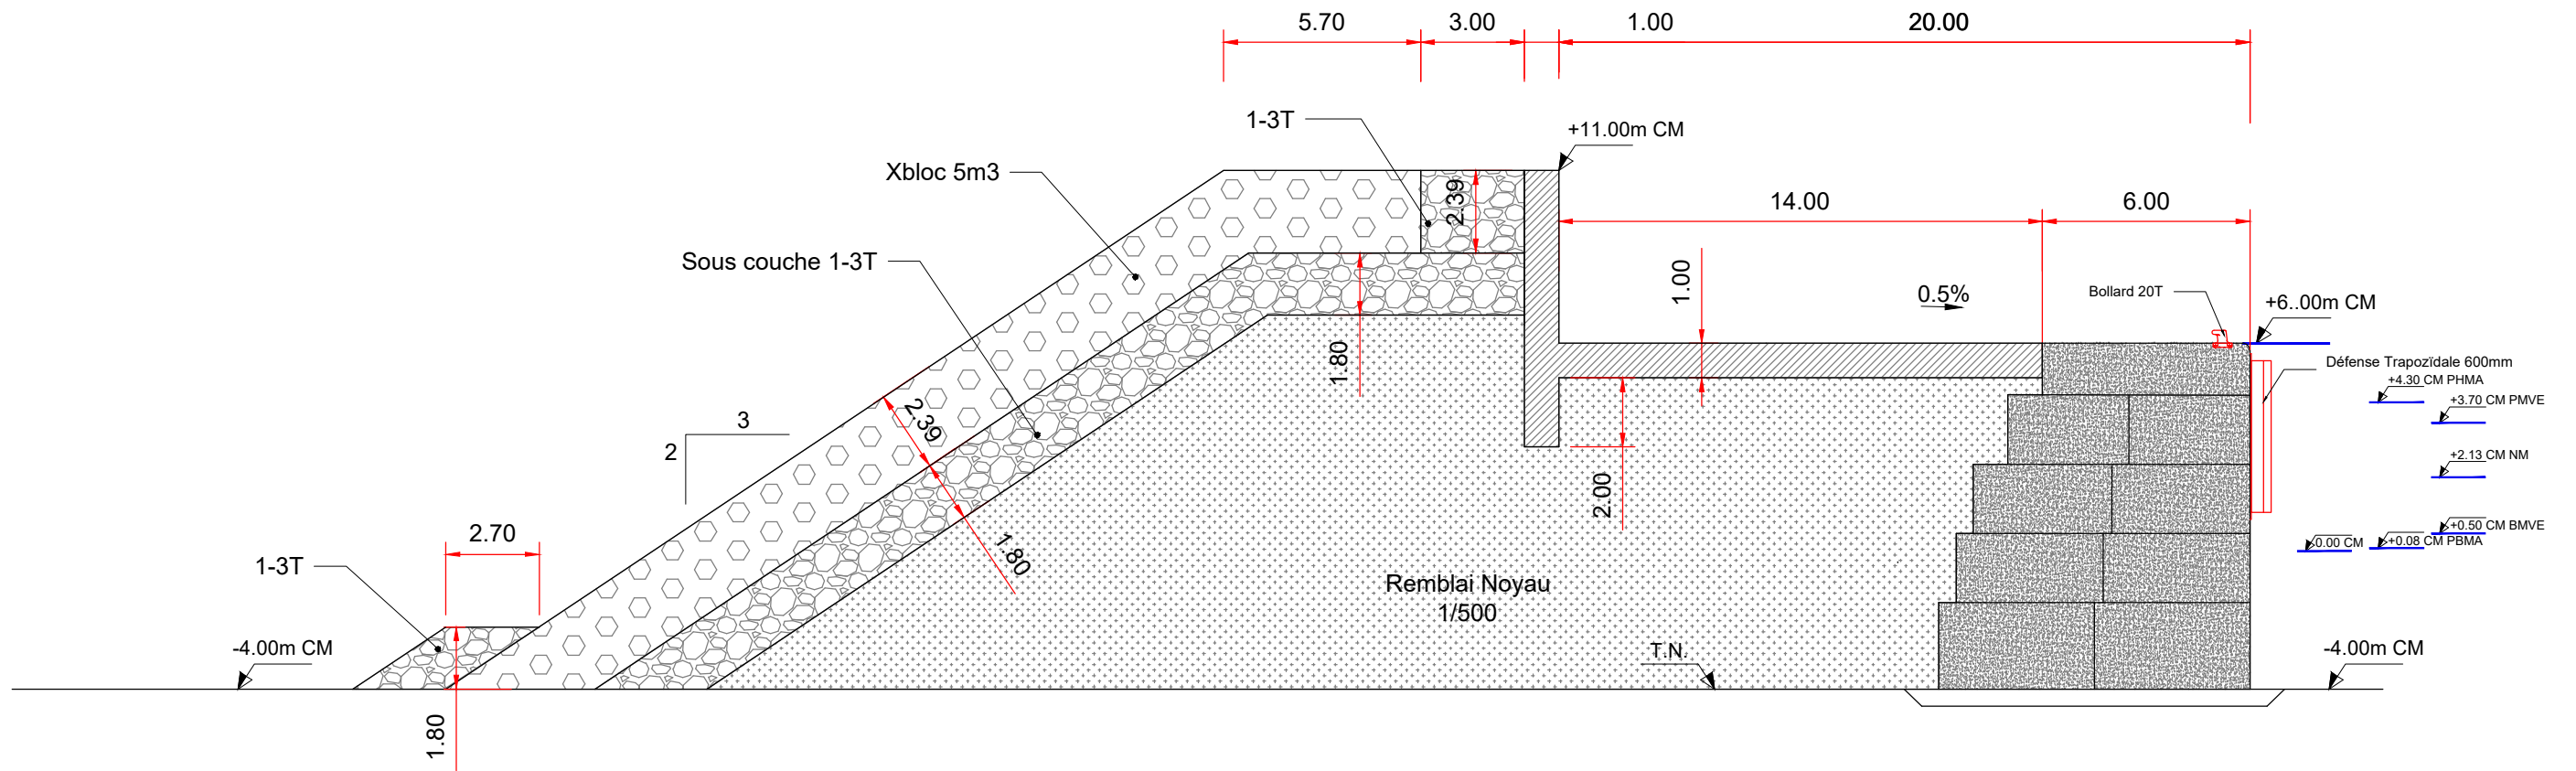 5.70
3.00
1.00
20.00
1-3T
+11.00m CM
Xbloc 5m3
2.39
14.00
6.00
Sous couche 1-3T
1.00
0.5%
Bollard 20T
+6..00m CM
1.80
Défense Trapozïdale 600mm
+4.30 CM PHMA
+3.70 CM PMVE
3
2
2.39
+2.13 CM NM
2.00
2.70
1-3T
1.80
+0.50 CM BMVE
0.00 CM
+0.08 CM PBMA
Remblai Noyau
1/500
-4.00m CM
T.N.
-4.00m CM
1.80